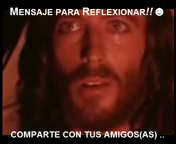 MENSAJE PARA REFLEXIONAR!! ☻
COMPARTE CON TUS AMIGOS(AS) ..